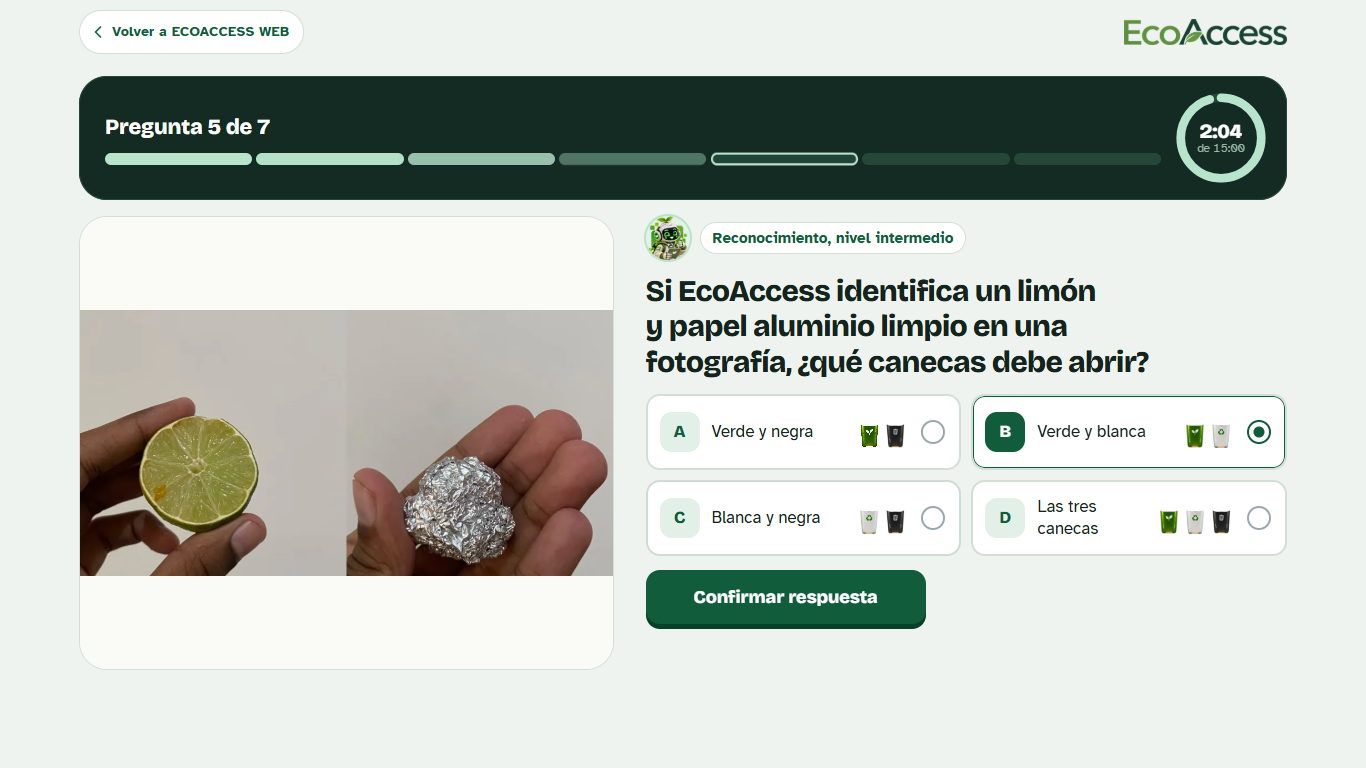 Volver a ECOACCESS WEB
EcoAccess
Pregunta 5 de 7
2:04
de 15:00
Reconocimiento, nivel intermedio
Si EcoAccess identifica un limón
y papel aluminio limpio en una
fotografía, ¿qué canecas debe abrir?
A Verde y negra
B Verde y blanca
C Blanca y negra
D Las tres
canecas
Confirmar respuesta